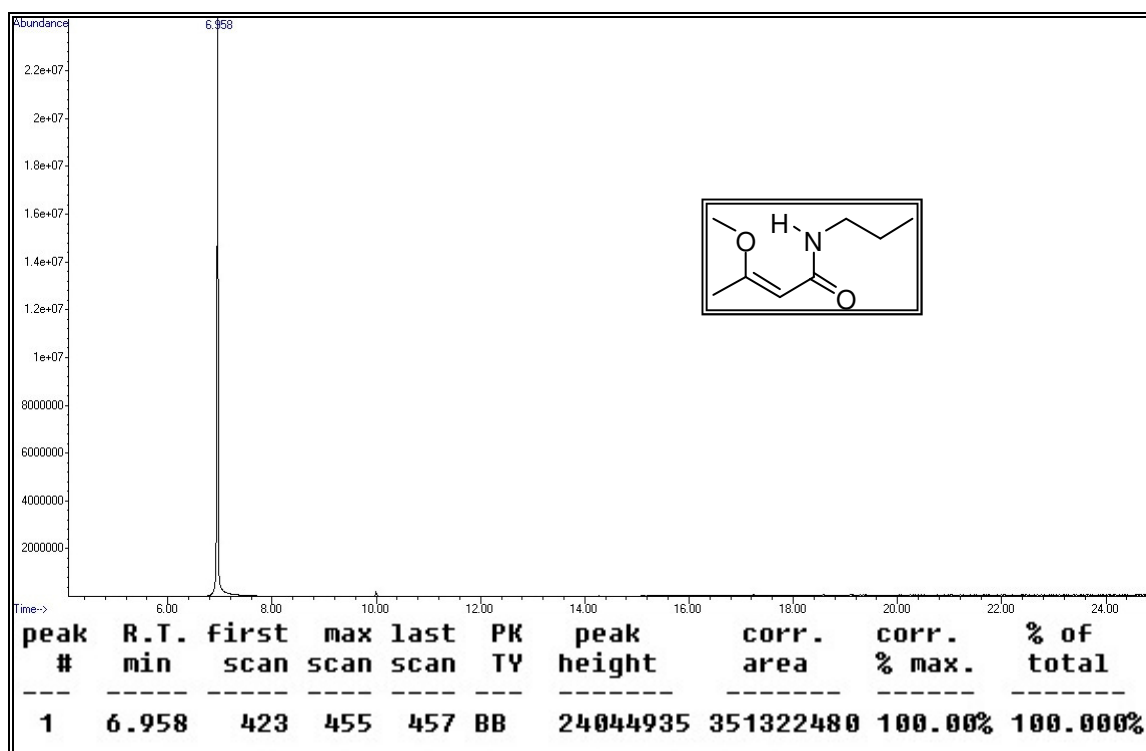 Abundance
6.958
2.2e+07
2e+07
1.8e+07
1.6e+07
1.4e+07
1.2e+07
1e+07
8000000
6000000
4000000
2000000
O
H
N
O
Time-->
6.00 8.00 10.00 12.00 14.00 16.00 18.00 20.00 22.00 24.00
peak R.T. first max last PK peak corr. corr. % of
# min scan scan scan TY height area % max. total
--- ----- ----- ---- ---- --- ------- ------- ------ -------
1 6.958 423 455 457 BB 24044935 351322480 100.00% 100.000%